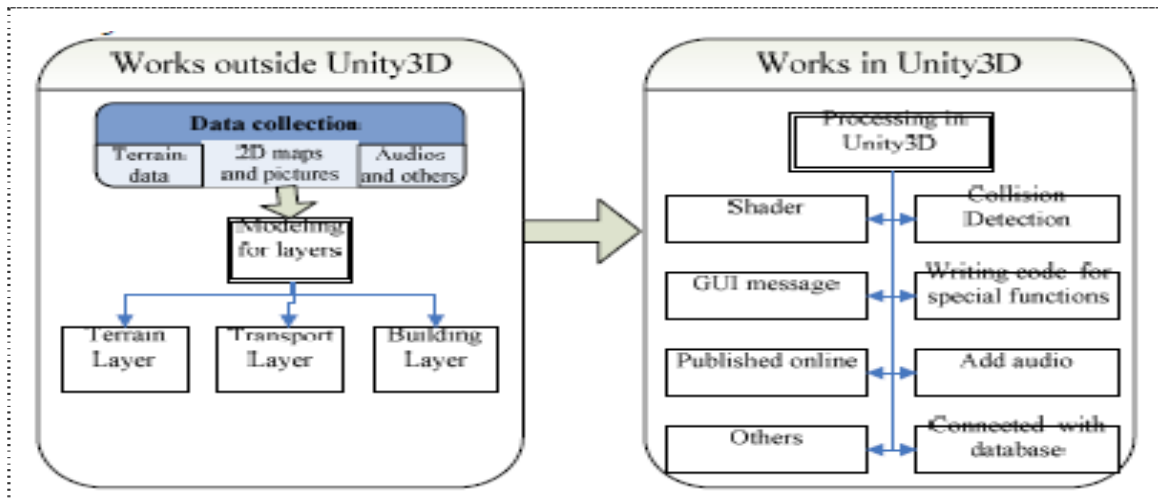 Works outside Unity3D
Data collection
Terrain
data
2D maps
and pictures
Audios
and others
Modeling
for layers
Terrain
Layer
Transport
Layer
Building
Layer
Works in Unity3D
Processing in
Unity3D
Shader
Collision
Detection
GUI message
Writing code for
special functions
Published online
Add audio
Others
Connected with
database